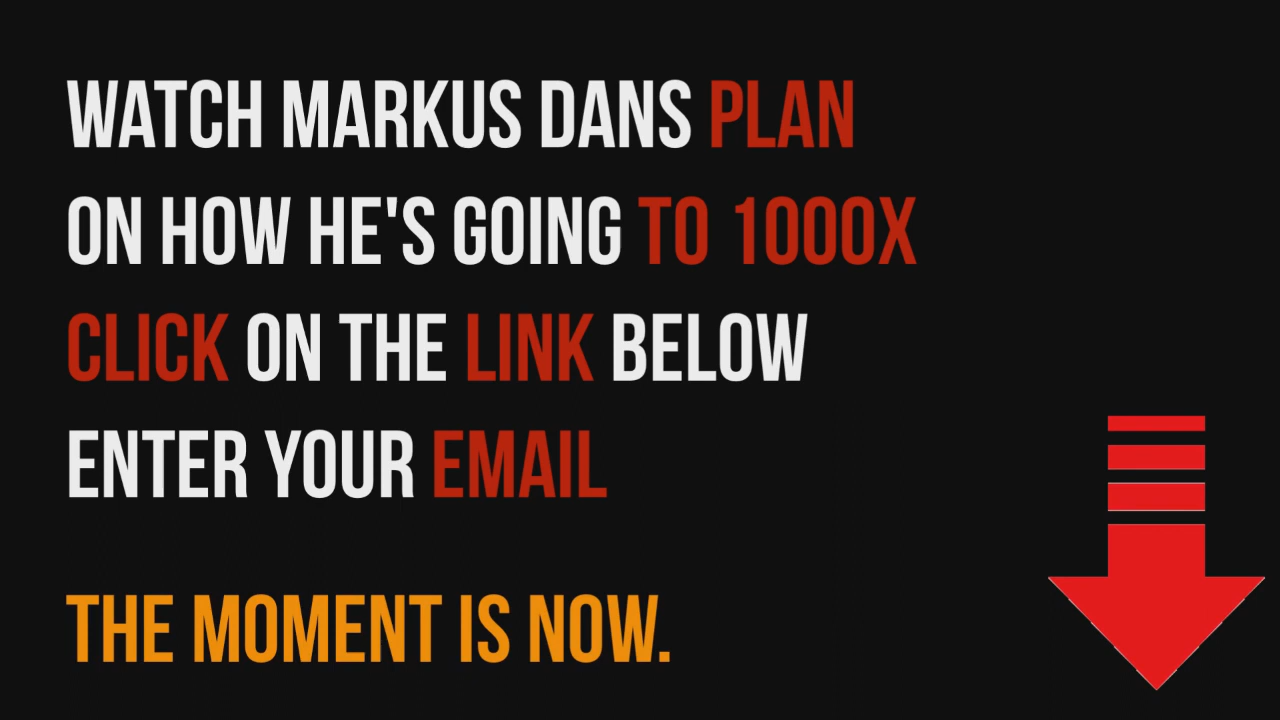 WATCH MARKUS DANS PLAN
ON HOW HE'S GOING TO 1000X
CLICK ON THE LINK BELOW
ENTER YOUR EMAIL
THE MOMENT IS NOW.